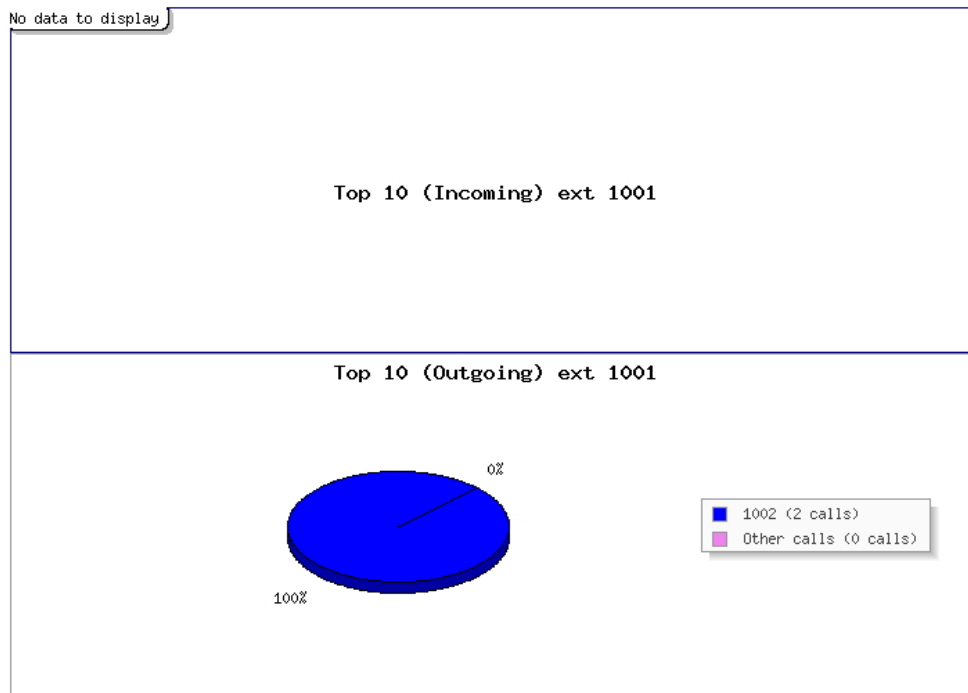 No data to display
Top 10 (Incoming) ext 1001
Top 10 (Outgoing) ext 1001
0%
1002 (2 calls)
Other calls (0 calls)
100%